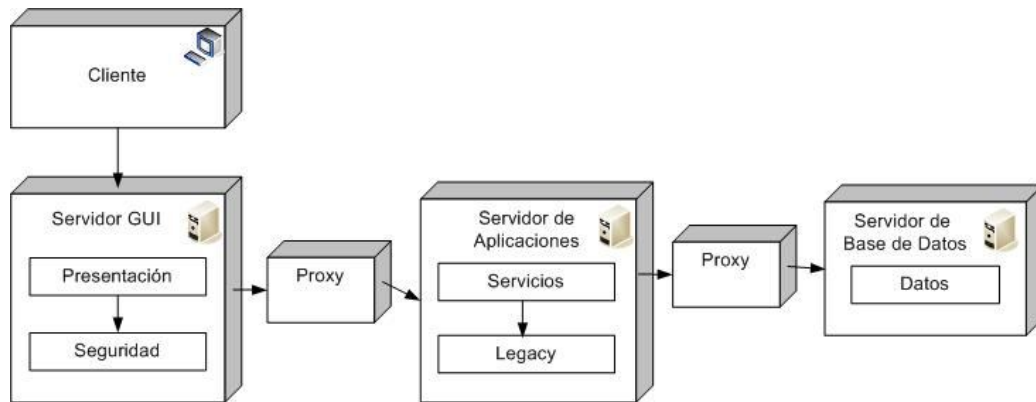 Cliente
Servidor GUI
Presentación
Seguridad
Proxy
Servidor de
Aplicaciones
Servicios
Legacy
Proxy
Servidor de
Base de Datos
Datos